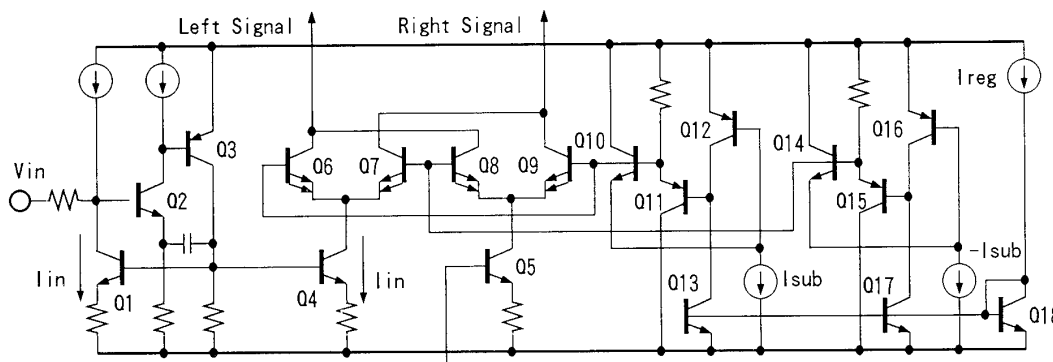 Left Signal
Right Signal
Ireg
Q3
Q6
Q7
Q8
Q9
Q10
Q12
Q14
Q16
Vin
Q2
Q11
Q15
Iin
Q1
Q4
Iin
Q5
Q13
Isub
Q17
-Isub
Q18